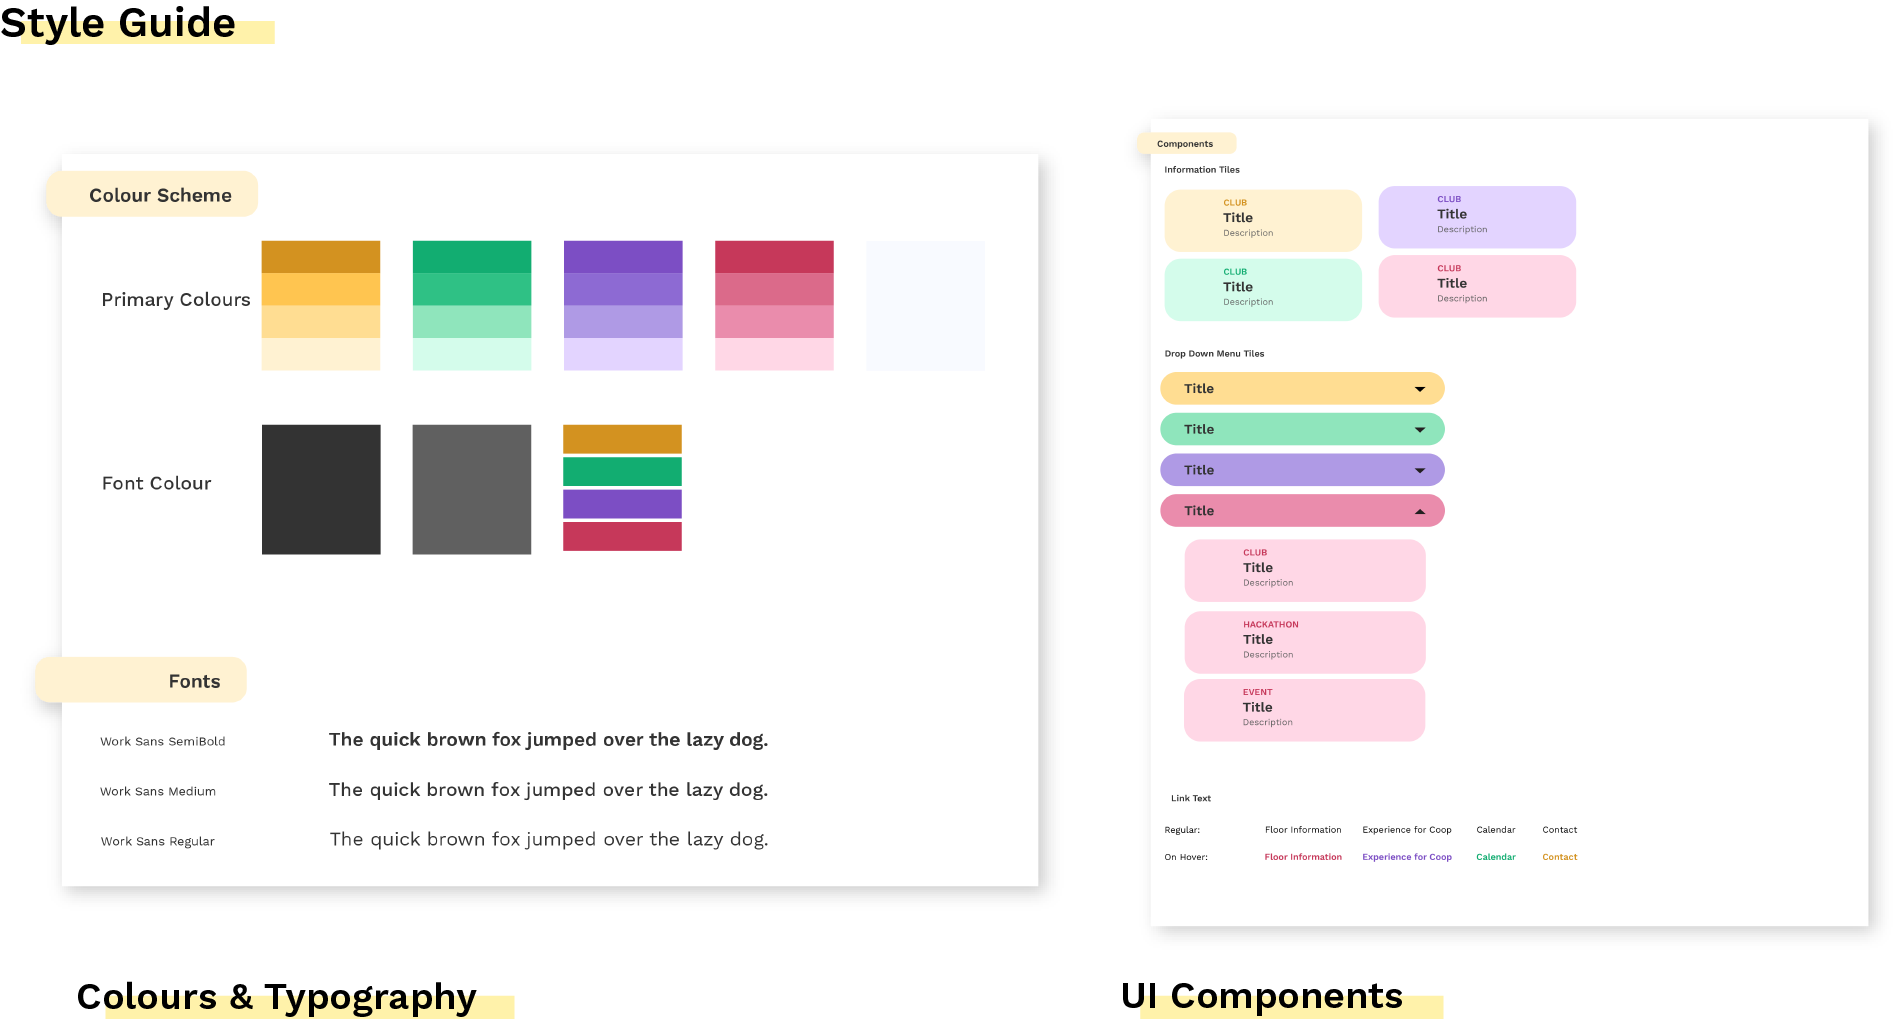 Style Guide
Colour Scheme
Primary Colours
Font Colour
Fonts
Work Sans SemiBold
The quick brown fox jumped over the lazy dog.
Work Sans Medium
The quick brown fox jumped over the lazy dog.
Work Sans Regular
The quick brown fox jumped over the lazy dog.
Colours & Typography
Components
Information Tiles
CLUB
Title
Description
CLUB
Title
Description
CLUB
Title
Description
CLUB
Title
Description
Drop Down Menu Tiles
Title
Title
Title
Title
CLUB
Title
Description
HACKATHON
Title
Description
EVENT
Title
Description
Link Text
Regular: Floor Information Experience for Coop Calendar Contact
On Hover: Floor Information Experience for Coop Calendar Contact
UI Components